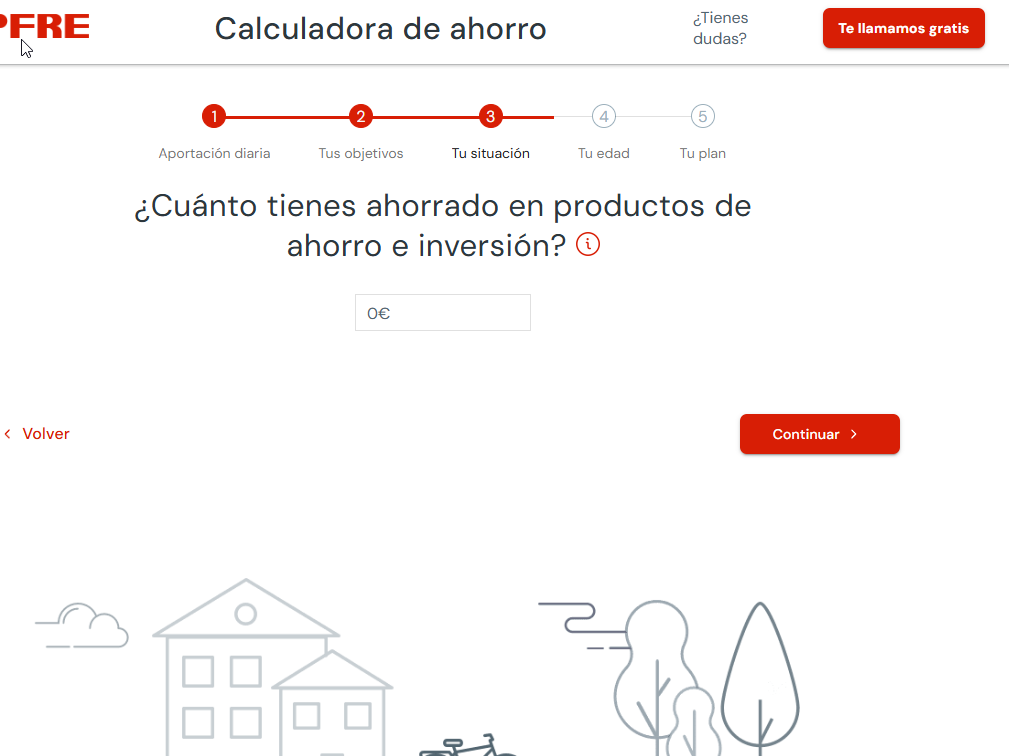 PFRE
Calculadora de ahorro
¿Tienes
dudas?
Te llamamos gratis
1
2
3
4
5
Aportación diaria
Tus objetivos
Tu situación
Tu edad
Tu plan
¿Cuánto tienes ahorrado en productos de
ahorro e inversión?
0€
Volver
Continuar